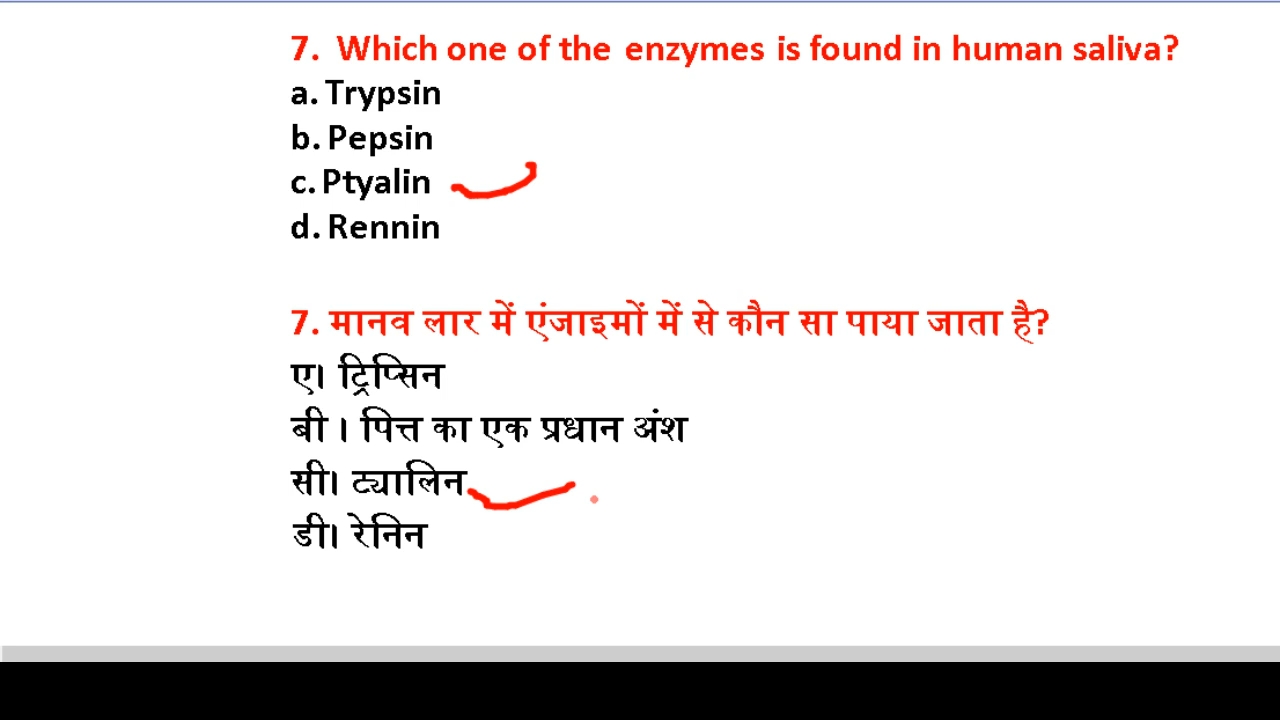 7. Which one of the enzymes is found in human saliva?
a. Trypsin
b. Pepsin
c. Ptyalin
d. Rennin
7. मानव लार में एंजाइमों में से कौन सा पाया जाता है?
ए। ट्रिप्सिन
बी । पित्त का एक प्रधान अंश
सी। ट्यालिन
डी। रेनिन